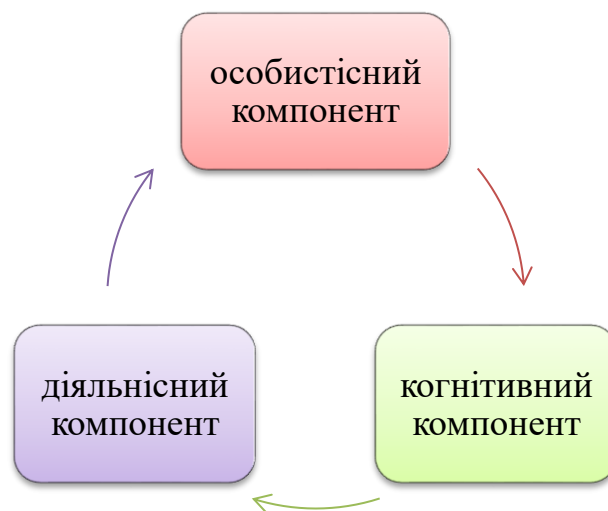 особистісний
компонент
діяльнісний
компонент
когнітивний
компонент